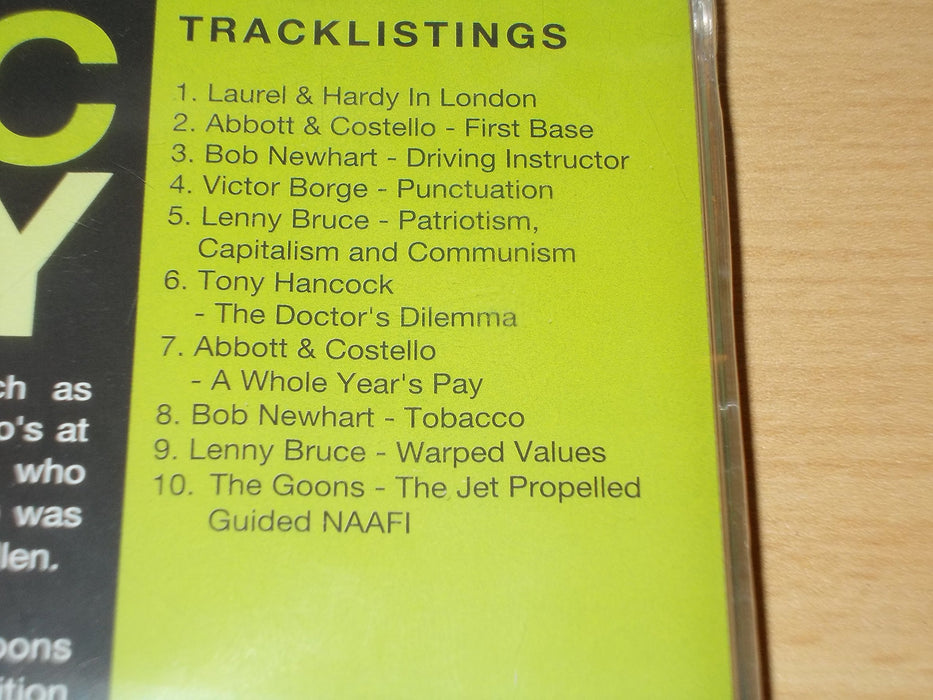 C
Y
ch as
o's at
who
was
len.
oons
ition
TRACKLISTINGS
1. Laurel & Hardy In London
2. Abbott & Costello - First Base
3. Bob Newhart - Driving Instructor
4. Victor Borge - Punctuation
5. Lenny Bruce - Patriotism,
Capitalism and Communism
6. Tony Hancock
- The Doctor's Dilemma
7. Abbott & Costello
- A Whole Year's Pay
8. Bob Newhart - Tobacco
9. Lenny Bruce - Warped Values
10. The Goons - The Jet Propelled
Guided NAAFI